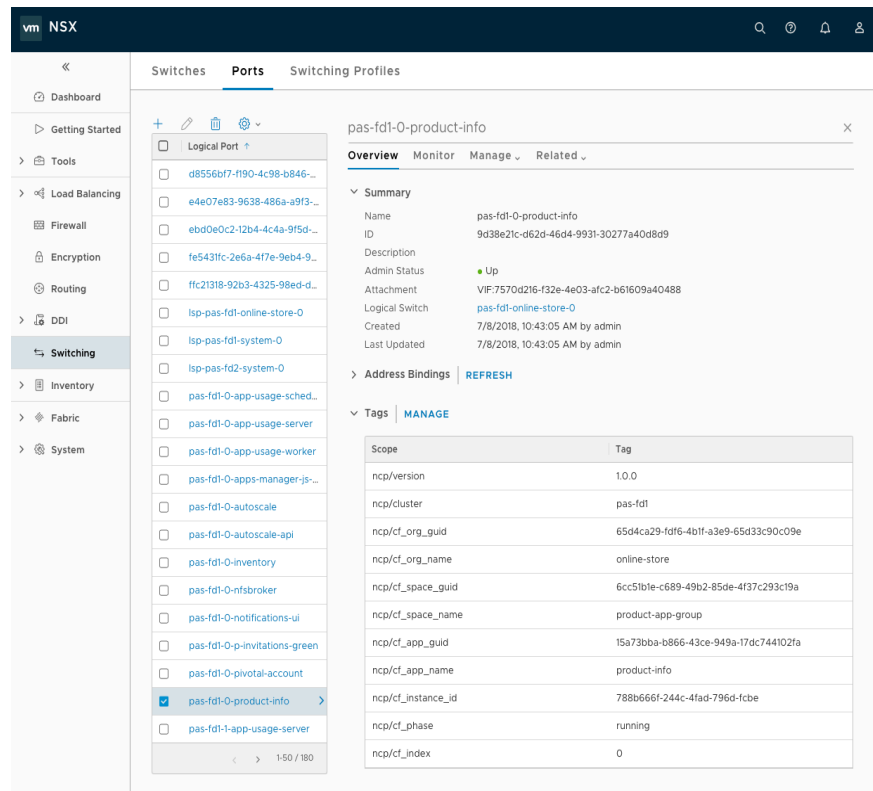 vm NSX
Switches Ports Switching Profiles
Dashboard
Getting Started
Tools
Load Balancing
Firewall
Encryption
Routing
DDI
Switching
Inventory
Fabric
System
Logical Port
d8556bf7-f190-4c98-b846-...
e4e07e83-9638-486a-a9f3-...
ebd0e0c2-12b4-4c4a-9f5d-...
fe5431fc-2e6a-4f7e-9eb4-9...
ffc21318-92b3-4325-98ed-d...
lsp-pas-fd1-online-store-0
lsp-pas-fd1-system-0
lsp-pas-fd2-system-0
pas-fd1-0-app-usage-sched...
pas-fd1-0-app-usage-server
pas-fd1-0-app-usage-worker
pas-fd1-0-apps-manager-js-...
pas-fd1-0-autoscale
pas-fd1-0-autoscale-api
pas-fd1-0-inventory
pas-fd1-0-nfsbroker
pas-fd1-0-notifications-ui
pas-fd1-0-p-invitations-green
pas-fd1-0-pivotal-account
pas-fd1-0-product-info
pas-fd1-1-app-usage-server
1-50 / 180
pas-fd1-0-product-info
Overview Monitor Manage Related
Summary
Name pas-fd1-0-product-info
ID 9d38e21c-d62d-46d4-9931-30277a40d8d9
Description
Admin Status Up
Attachment VIF:7570d216-f32e-4e03-afc2-b61609a40488
Logical Switch pas-fd1-online-store-0
Created 7/8/2018, 10:43:05 AM by admin
Last Updated 7/8/2018, 10:43:05 AM by admin
Address Bindings REFRESH
Tags MANAGE
Scope Tag
ncp/version 1.0.0
ncp/cluster pas-fd1
ncp/cf_org_guid 65d4ca29-fdf6-4b1f-a3e9-65d33c90c09e
ncp/cf_org_name online-store
ncp/cf_space_guid 6cc51b1e-c689-49b2-85de-4f37c293c19a
ncp/cf_space_name product-app-group
ncp/cf_app_guid 15a73bba-b866-43ce-949a-17dc744102fa
ncp/cf_app_name product-info
ncp/cf_instance_id 788b666f-244c-4fad-796d-fcbe
ncp/cf_phase running
ncp/cf_index 0